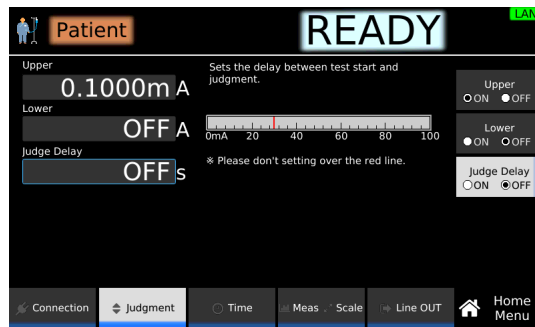 Patient
READY
LAN
Upper
0.1000m A
Lower
OFF A
Judge Delay
OFF s
Sets the delay between test start and
judgment.
0mA 20 40 60 80 100
* Please don't setting over the red line.
Upper
ON OFF
Lower
ON OFF
Judge Delay
ON OFF
Connection
Judgment
Time
Meas Scale
Line OUT
Home
Menu